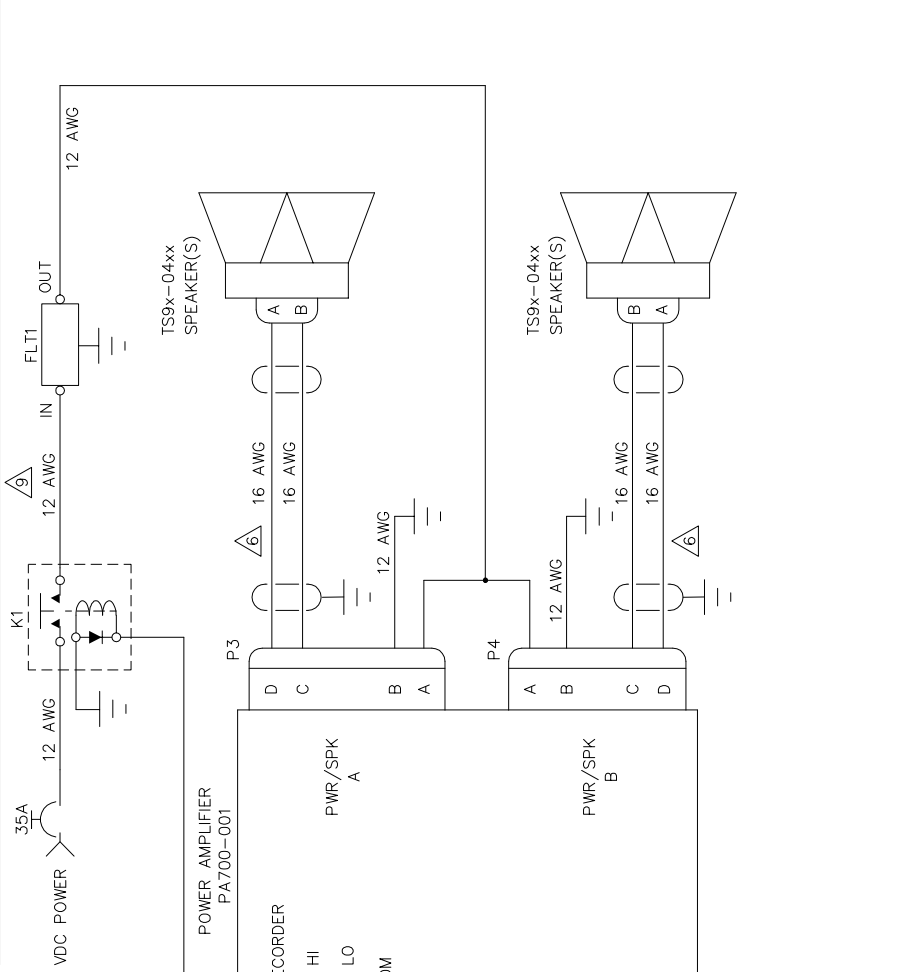 12 AWG
OUT
FLT1
IN
12 AWG
9
K1
12 AWG
35A
VDC POWER
TS9x-04xx
SPEAKER(S)
A
B
16 AWG
16 AWG
6
12 AWG
P3
D
C
B
A
PWR/SPK
A
TS9x-04xx
SPEAKER(S)
B
A
16 AWG
16 AWG
6
12 AWG
P4
A
B
C
D
PWR/SPK
B
POWER AMPLIFIER
PA700-001
ECORDER
HI
LO
OM